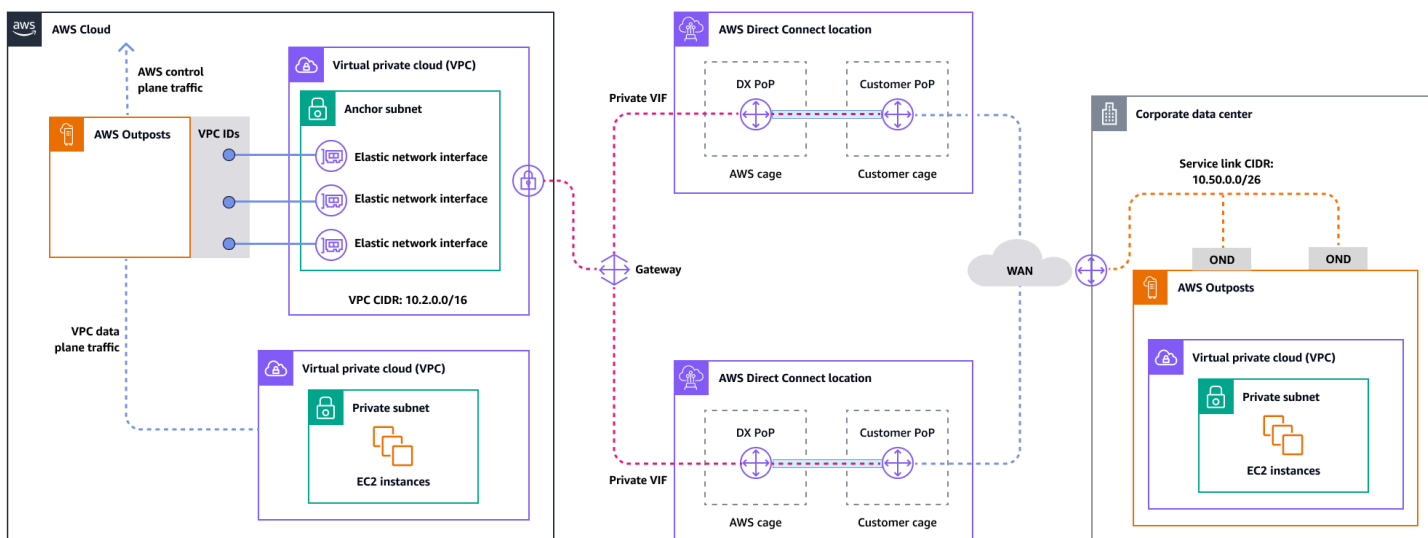 aws
AWS Cloud
AWS control
plane traffic
AWS Outposts
VPC IDs
Virtual private cloud (VPC)
Anchor subnet
Elastic network interface
Elastic network interface
Elastic network interface
VPC CIDR: 10.2.0.0/16
VPC data
plane traffic
Virtual private cloud (VPC)
Private subnet
EC2 instances
Gateway
Private VIF
AWS Direct Connect location
DX PoP
Customer PoP
AWS cage
Customer cage
Private VIF
AWS Direct Connect location
DX PoP
Customer PoP
AWS cage
Customer cage
WAN
Corporate data center
Service link CIDR:
10.50.0.0/26
OND
OND
AWS Outposts
Virtual private cloud (VPC)
Private subnet
EC2 instances